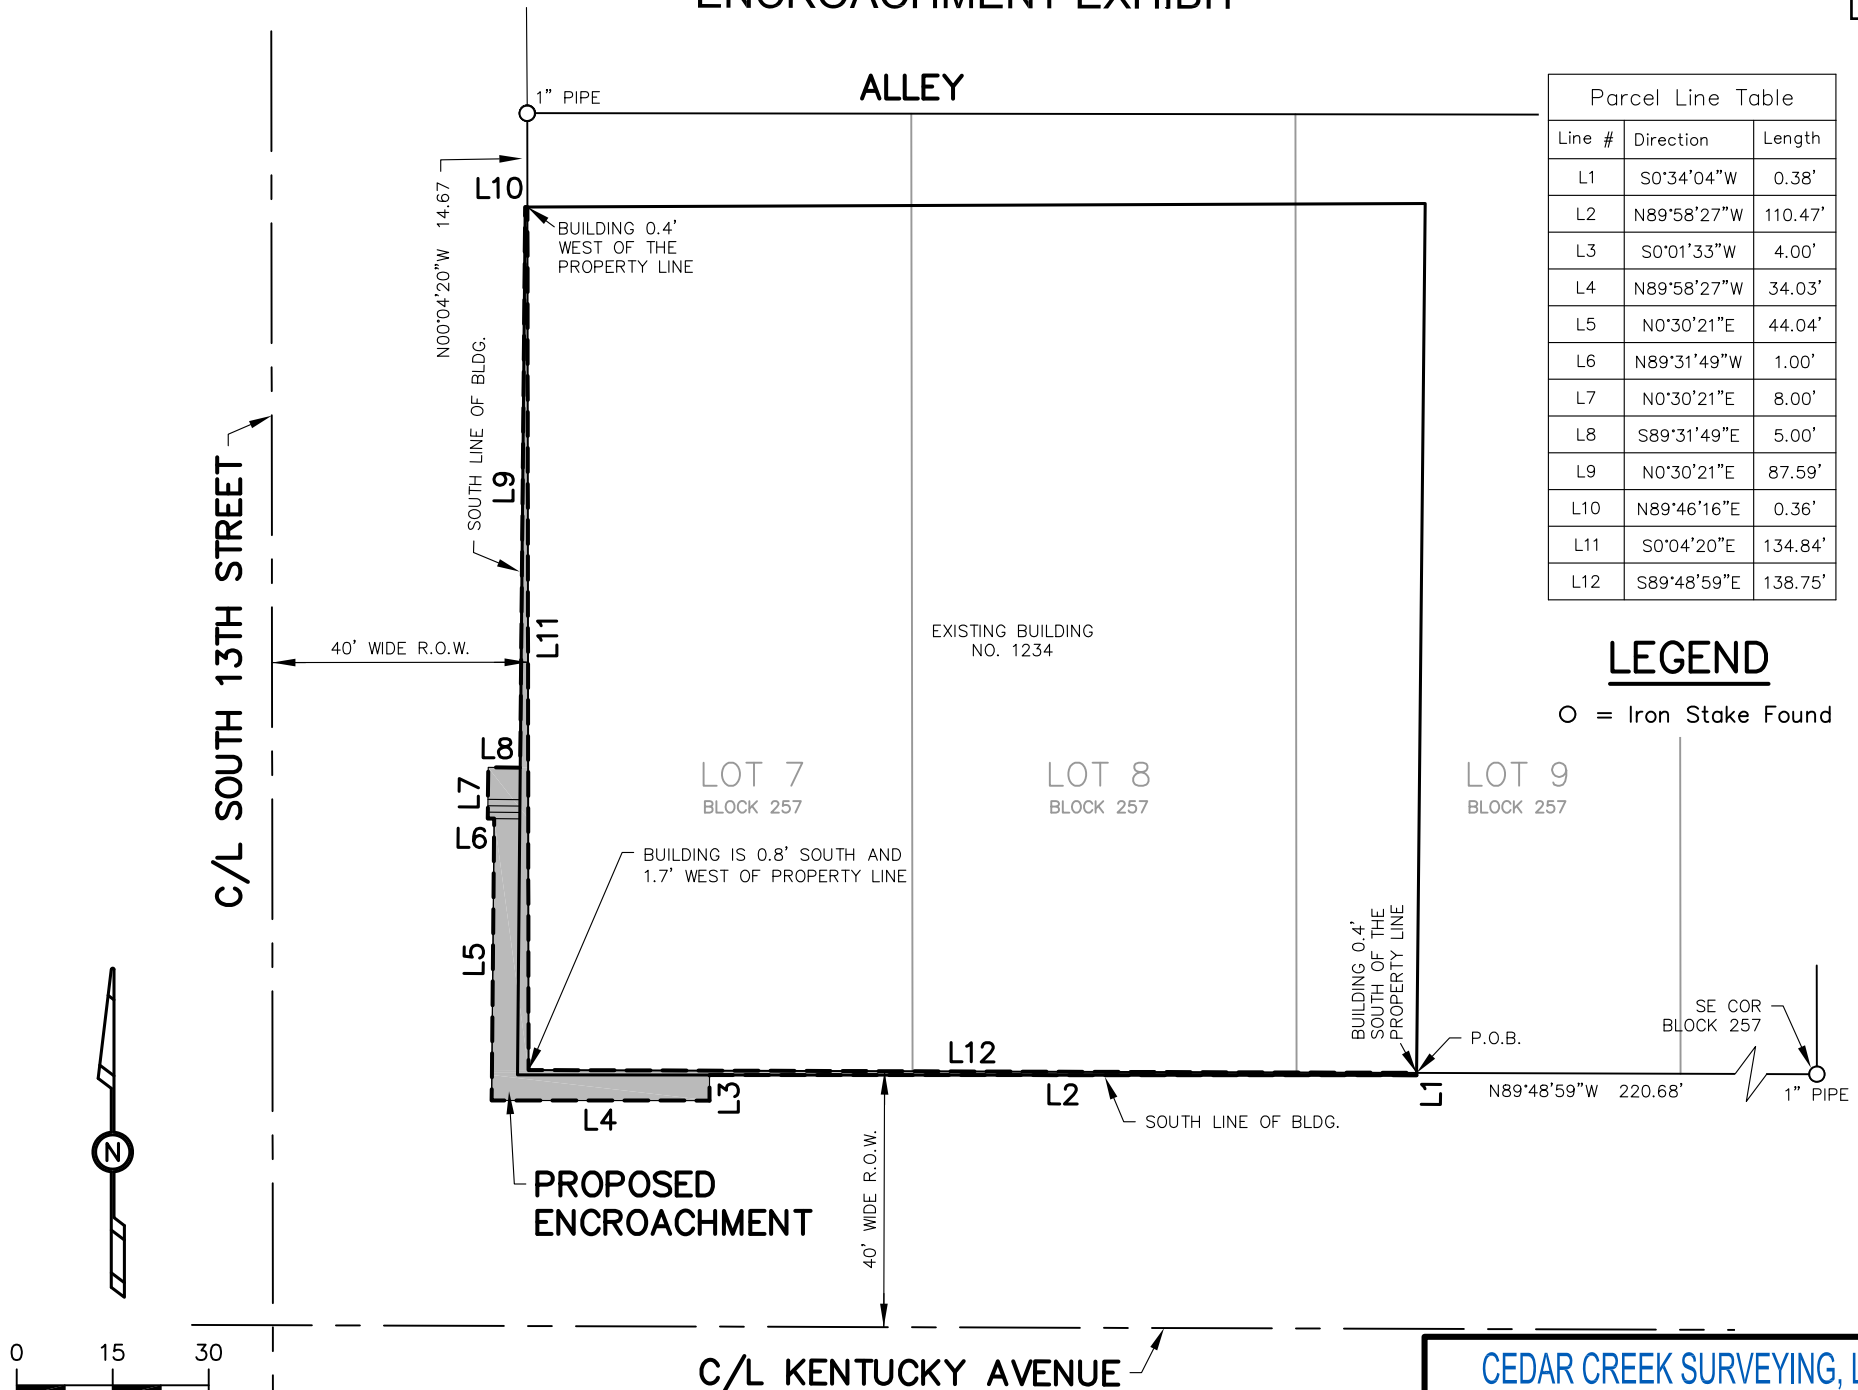 ENCROACHMENT EXHIBIT
1" PIPE
ALLEY
N00°04'20"W 14.67
L10
BUILDING 0.4'
WEST OF THE
PROPERTY LINE
SOUTH LINE OF BLDG.
L9
C/L SOUTH 13TH STREET
40' WIDE R.O.W.
L11
EXISTING BUILDING
NO. 1234
L8
L7
L6
L5
LOT 7
BLOCK 257
LOT 8
BLOCK 257
LOT 9
BLOCK 257
BUILDING IS 0.8' SOUTH AND
1.7' WEST OF PROPERTY LINE
BUILDING 0.4'
SOUTH OF THE
PROPERTY LINE
P.O.B.
SE COR
BLOCK 257
L12
L2
L3
L4
L1
N89°48'59"W 220.68'
1" PIPE
SOUTH LINE OF BLDG.
40' WIDE R.O.W.
PROPOSED
ENCROACHMENT
N
0 15 30
C/L KENTUCKY AVENUE
Parcel Line Table
Line # Direction Length
L1 S0°34'04"W 0.38'
L2 N89°58'27"W 110.47'
L3 S0°01'33"W 4.00'
L4 N89°58'27"W 34.03'
L5 N0°30'21"E 44.04'
L6 N89°31'49"W 1.00'
L7 N0°30'21"E 8.00'
L8 S89°31'49"E 5.00'
L9 N0°30'21"E 87.59'
L10 N89°46'16"E 0.36'
L11 S0°04'20"E 134.84'
L12 S89°48'59"E 138.75'
LEGEND
O = Iron Stake Found
CEDAR CREEK SURVEYING, L